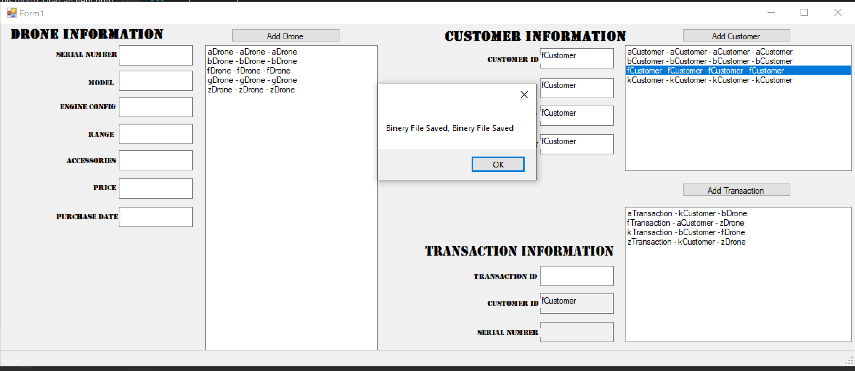 Form1
DRONE INFORMATION
Add Drone
SERIAL NUMBER
MODEL
ENGINE CONFIG
RANGE
ACCESSORIES
PRICE
PURCHASE DATE
aDrone - aDrone - aDrone
bDrone - bDrone - bDrone
fDrone - fDrone - fDrone
gDrone - gDrone - gDrone
zDrone - zDrone - zDrone
Binery File Saved, Binery File Saved
OK
CUSTOMER INFORMATION
Add Customer
CUSTOMER ID
fCustomer
fCustomer
fCustomer
fCustomer
aCustomer - aCustomer - aCustomer - aCustomer
bCustomer - bCustomer - bCustomer - bCustomer
fCustomer - fCustomer - fCustomer - fCustomer
kCustomer - kCustomer - kCustomer - kCustomer
Add Transaction
TRANSACTION INFORMATION
TRANSACTION ID
CUSTOMER ID
fCustomer
SERIAL NUMBER
aTransaction - kCustomer - bDrone
fTransaction - aCustomer - zDrone
kTransaction - bCustomer - fDrone
zTransaction - kCustomer - zDrone